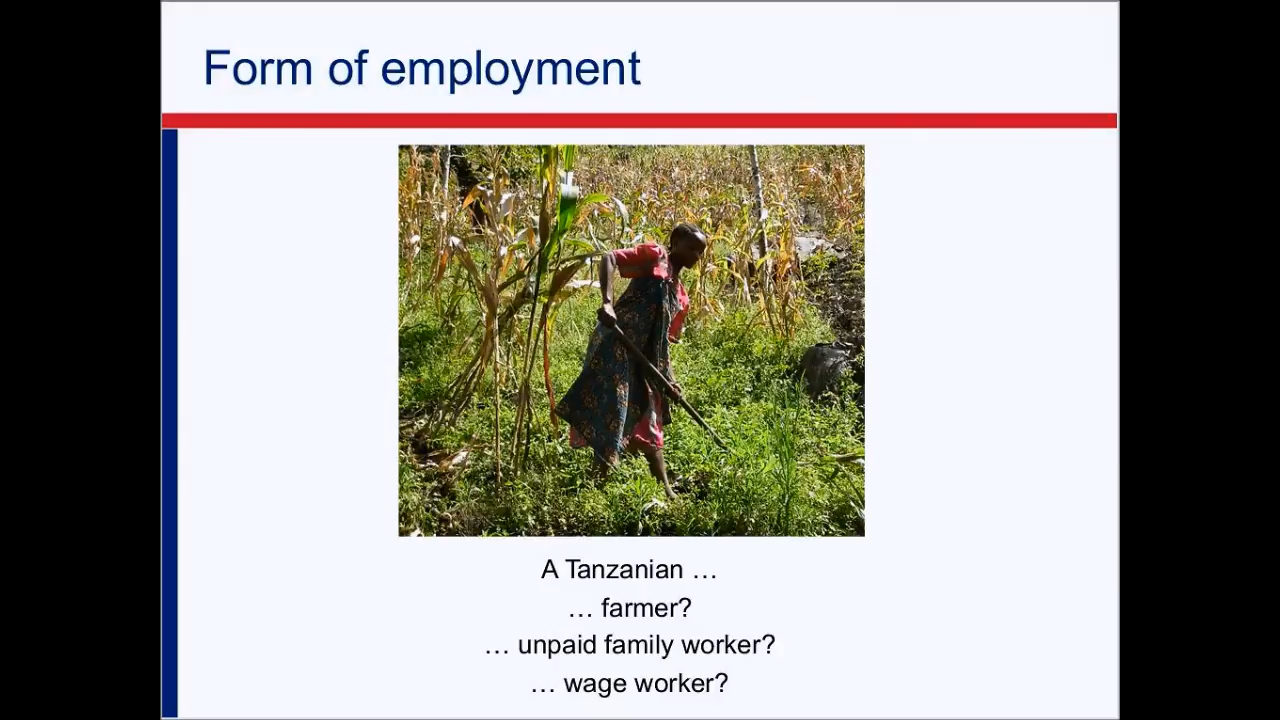 Form of employment
A Tanzanian …
… farmer?
… unpaid family worker?
… wage worker?